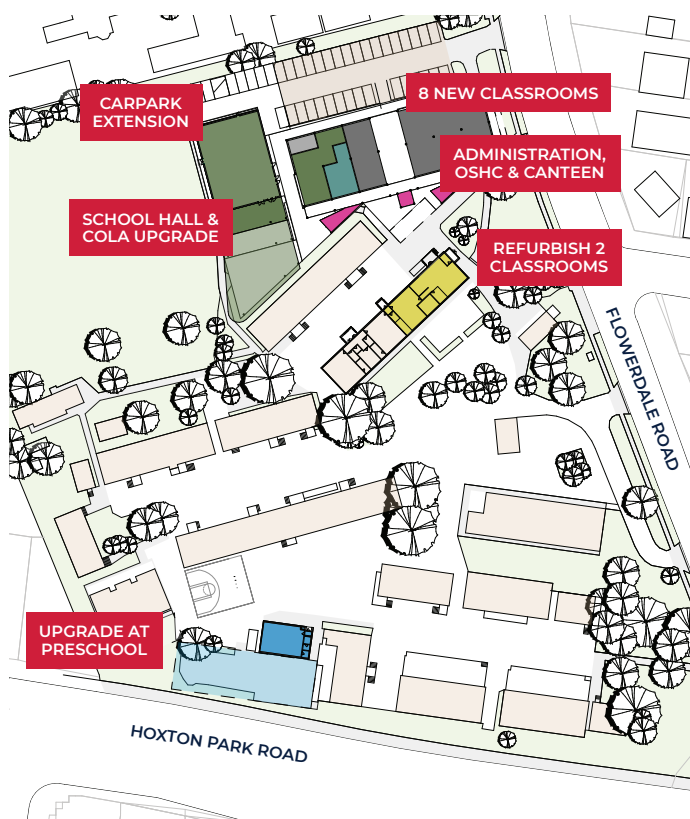 CARPARK
EXTENSION
8 NEW CLASSROOMS
ADMINISTRATION,
OSHC & CANTEEN
SCHOOL HALL &
COLA UPGRADE
REFURBISH 2
CLASSROOMS
FLOWERDALE ROAD
UPGRADE AT
PRESCHOOL
HOXTON PARK ROAD